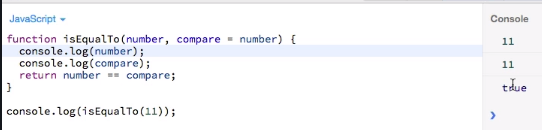 JavaScript
function isEqualTo(number, compare = number) {
  console.log(number);
  console.log(compare);
  return number == compare;
}
console.log(isEqualTo(11));
Console
11
11
true